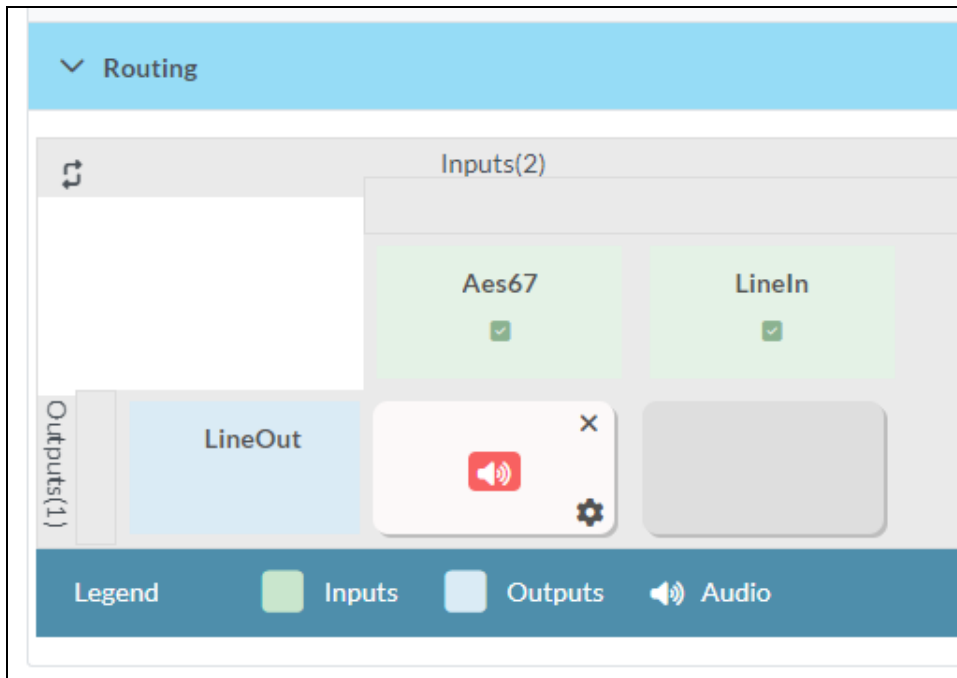 Routing
Inputs(2)
Aes67
LineIn
Outputs(1)
LineOut
Legend
Inputs
Outputs
Audio